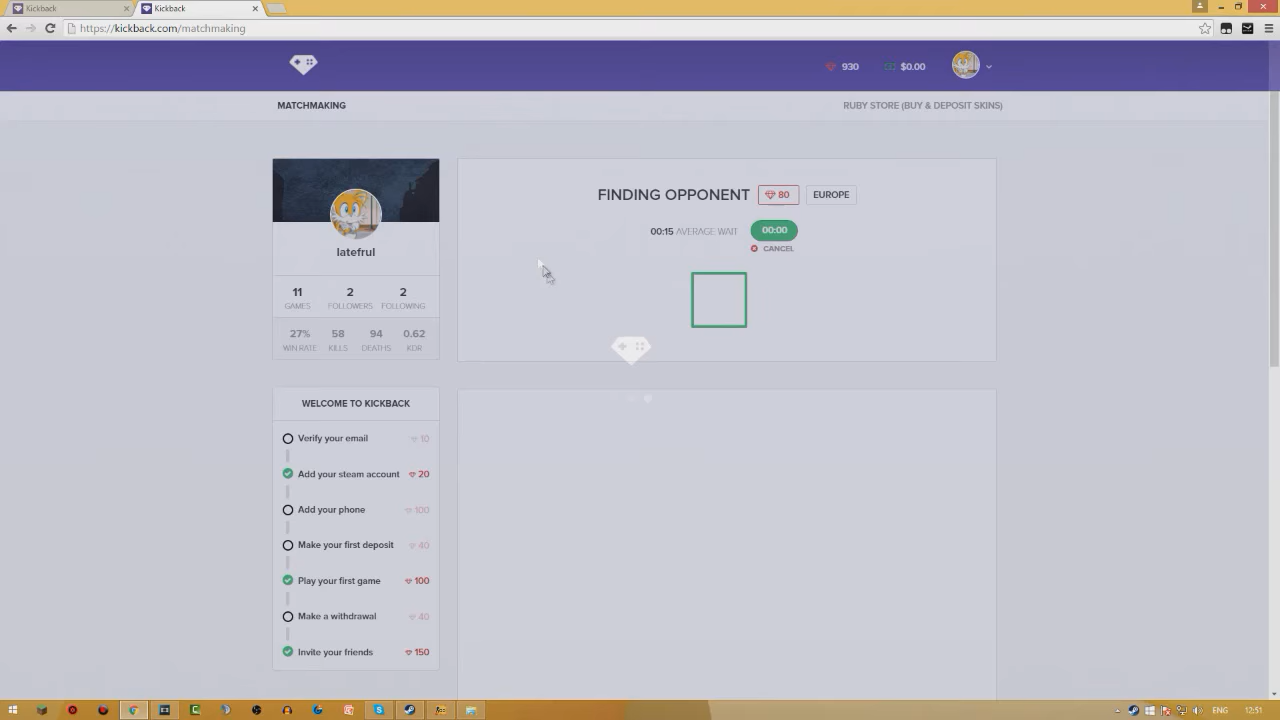 Kickback
Kickback
https://kickback.com/matchmaking
930
$0.00
MATCHMAKING
RUBY STORE (BUY & DEPOSIT SKINS)
FINDING OPPONENT
80
EUROPE
00:15 AVERAGE WAIT
00:00
CANCEL
latefrul
11
GAMES
2
FOLLOWERS
2
FOLLOWING
27%
WIN RATE
58
KILLS
94
DEATHS
0.62
KDR
WELCOME TO KICKBACK
Verify your email 10
Add your steam account 20
Add your phone 100
Make your first deposit 40
Play your first game 100
Make a withdrawal 40
Invite your friends 150
ENG
12:51